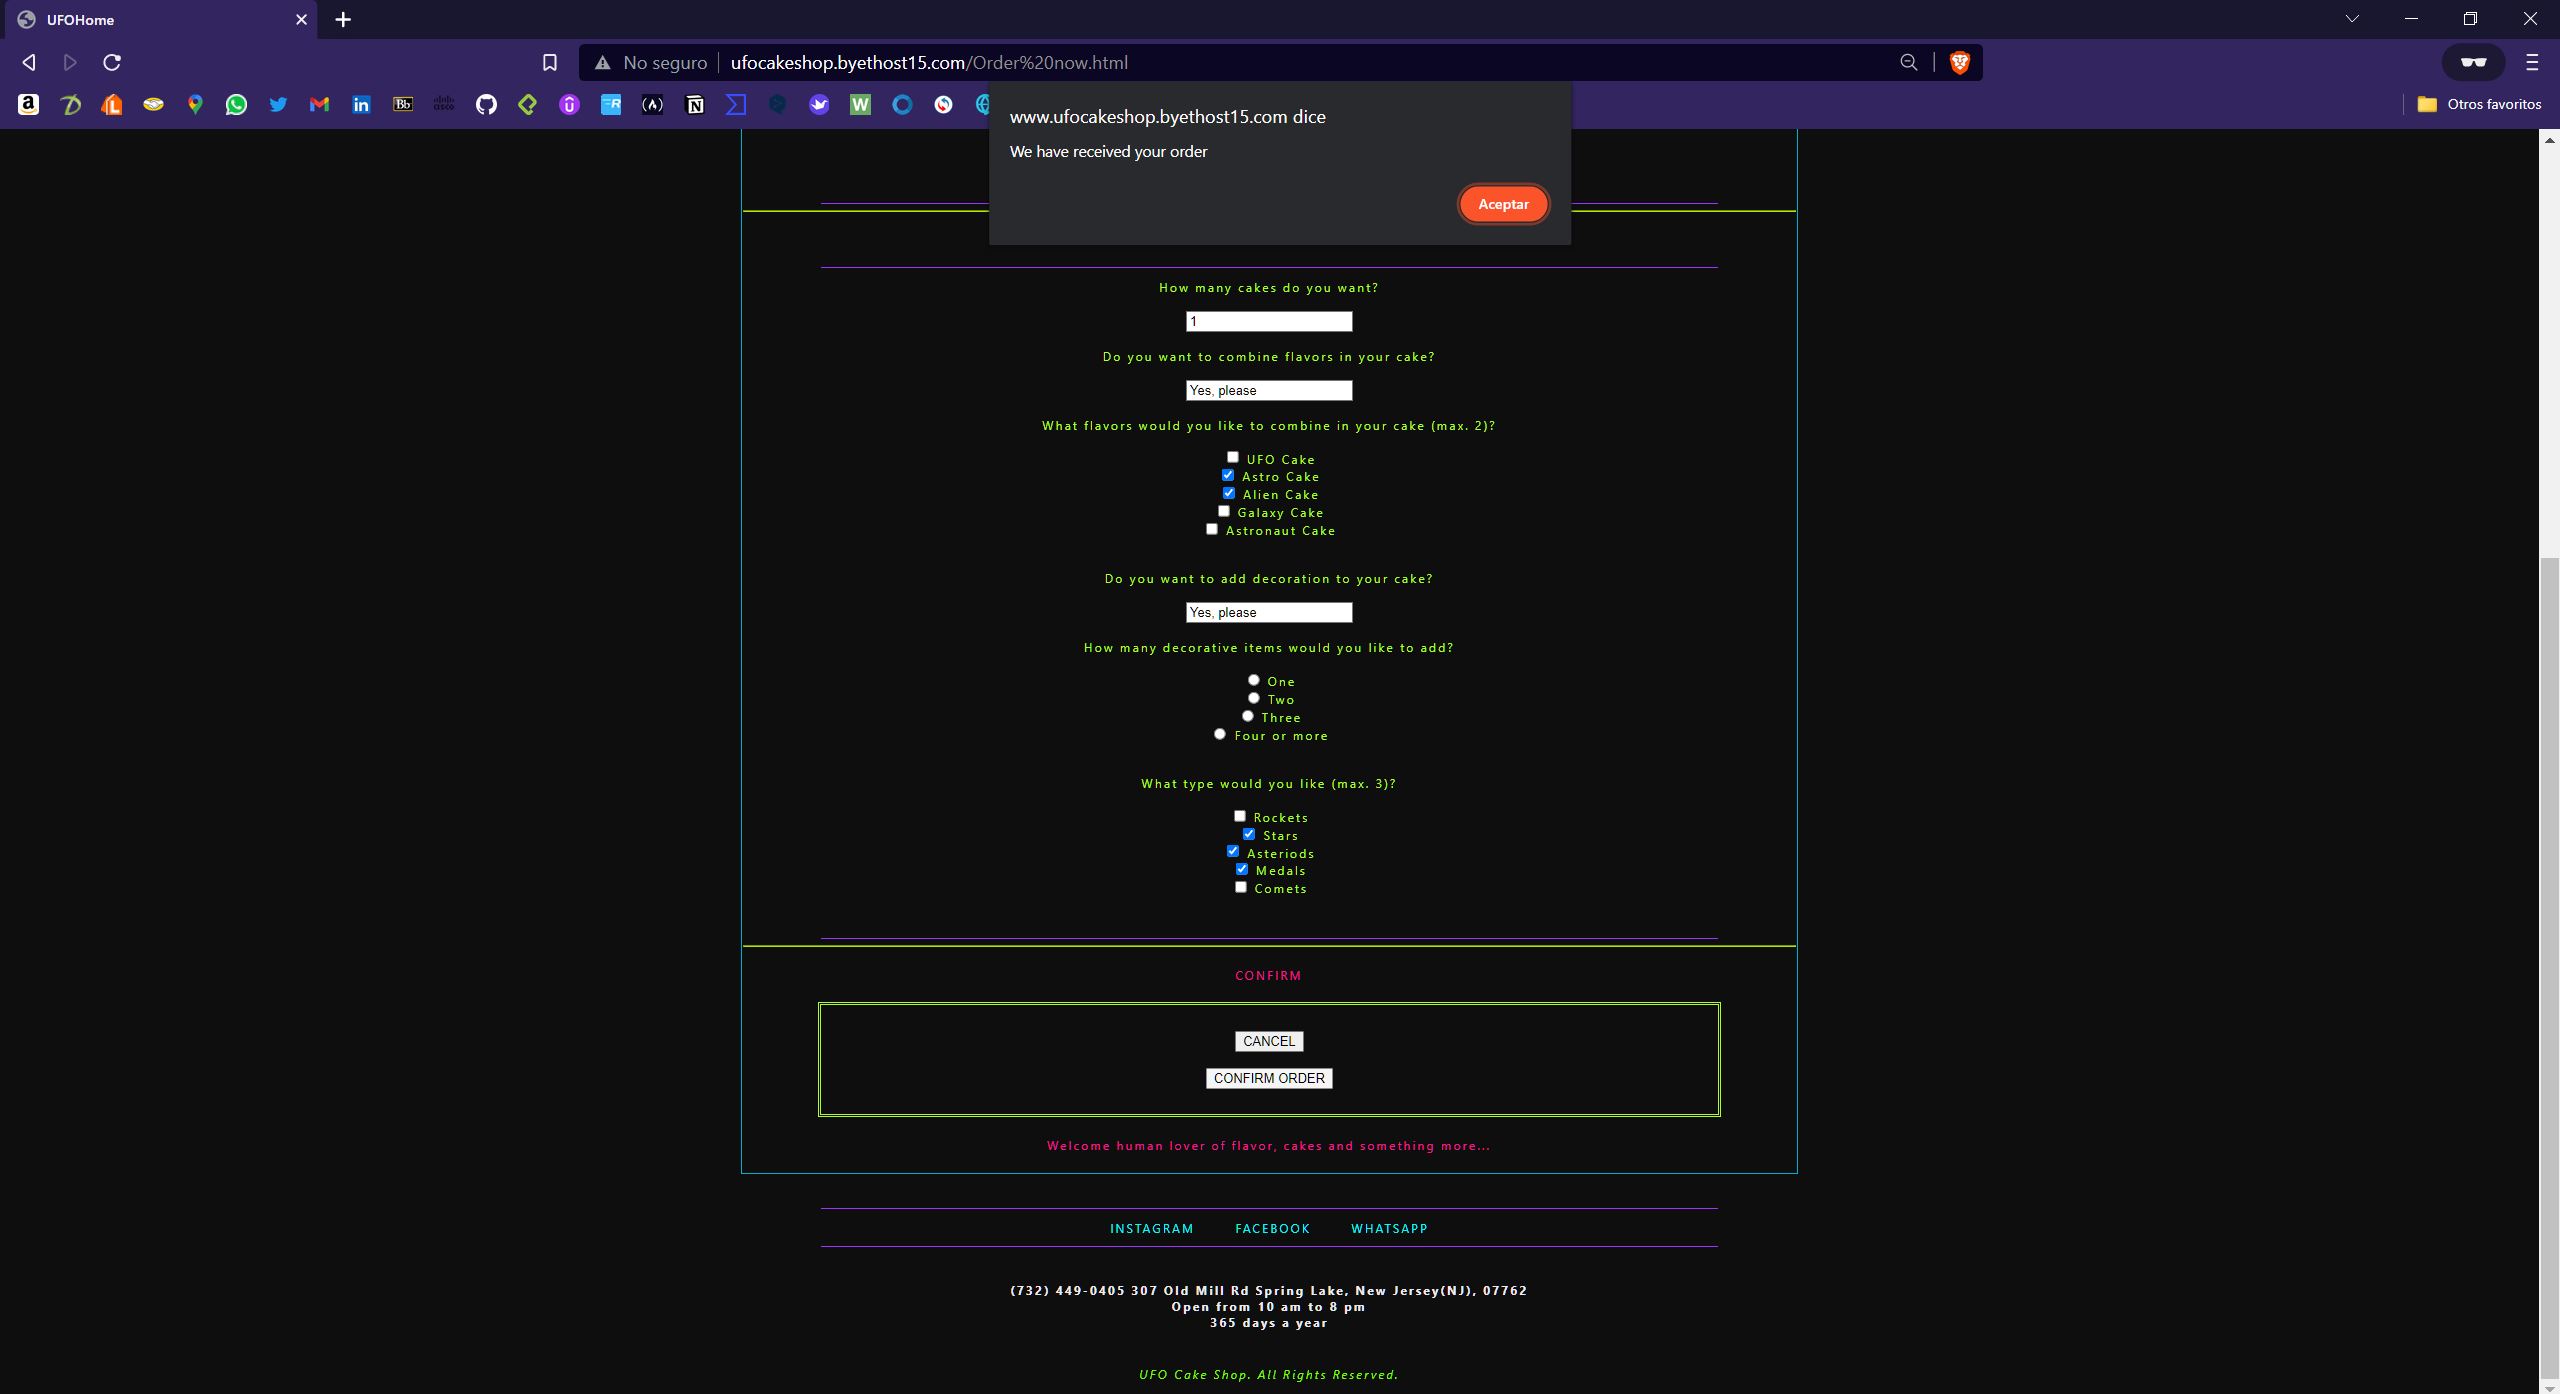 UFOHome
No seguro
ufocakeshop.byethost15.com/Order%20now.html
Otros favoritos
www.ufocakeshop.byethost15.com dice
We have received your order
Aceptar
How many cakes do you want?
1
Do you want to combine flavors in your cake?
Yes, please
What flavors would you like to combine in your cake (max. 2)?
UFO Cake
Astro Cake
Alien Cake
Galaxy Cake
Astronaut Cake
Do you want to add decoration to your cake?
Yes, please
How many decorative items would you like to add?
One
Two
Three
Four or more
What type would you like (max. 3)?
Rockets
Stars
Asteriods
Medals
Comets
CONFIRM
CANCEL
CONFIRM ORDER
Welcome human lover of flavor, cakes and something more...
INSTAGRAM FACEBOOK WHATSAPP
(732) 449-0405 307 Old Mill Rd Spring Lake, New Jersey(NJ), 07762
Open from 10 am to 8 pm
365 days a year
UFO Cake Shop. All Rights Reserved.